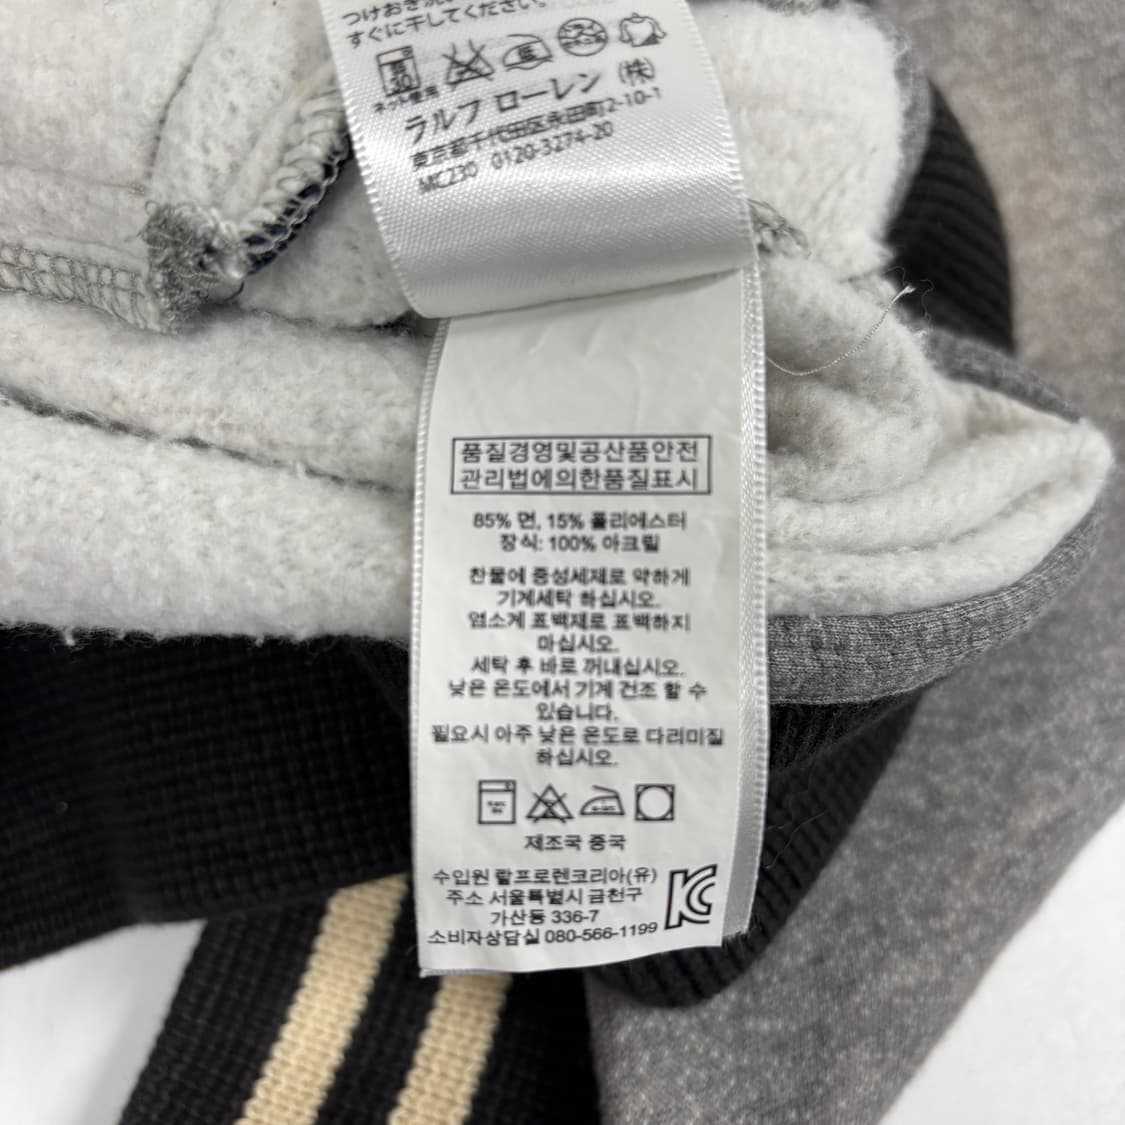 すぐに干してください。
ネット使用
ラルフ ローレン (株)
東京都千代田区永田町2-10-1
MC230 0120-3274-20
품질경영및공산품안전
관리법에의한품질표시
85% 면, 15% 폴리에스터
장식: 100% 아크릴
찬물에 중성세제로 약하게
기계세탁 하십시오.
염소계 표백제로 표백하지
마십시오.
세탁 후 바로 꺼내십시오.
낮은 온도에서 기계 건조 할 수
있습니다.
필요시 아주 낮은 온도로 다리미질
하십시오.
제조국 중국
수입원 랄프로렌코리아(유)
주소 서울특별시 금천구
가산동 336-7
소비자상담실 080-566-1199